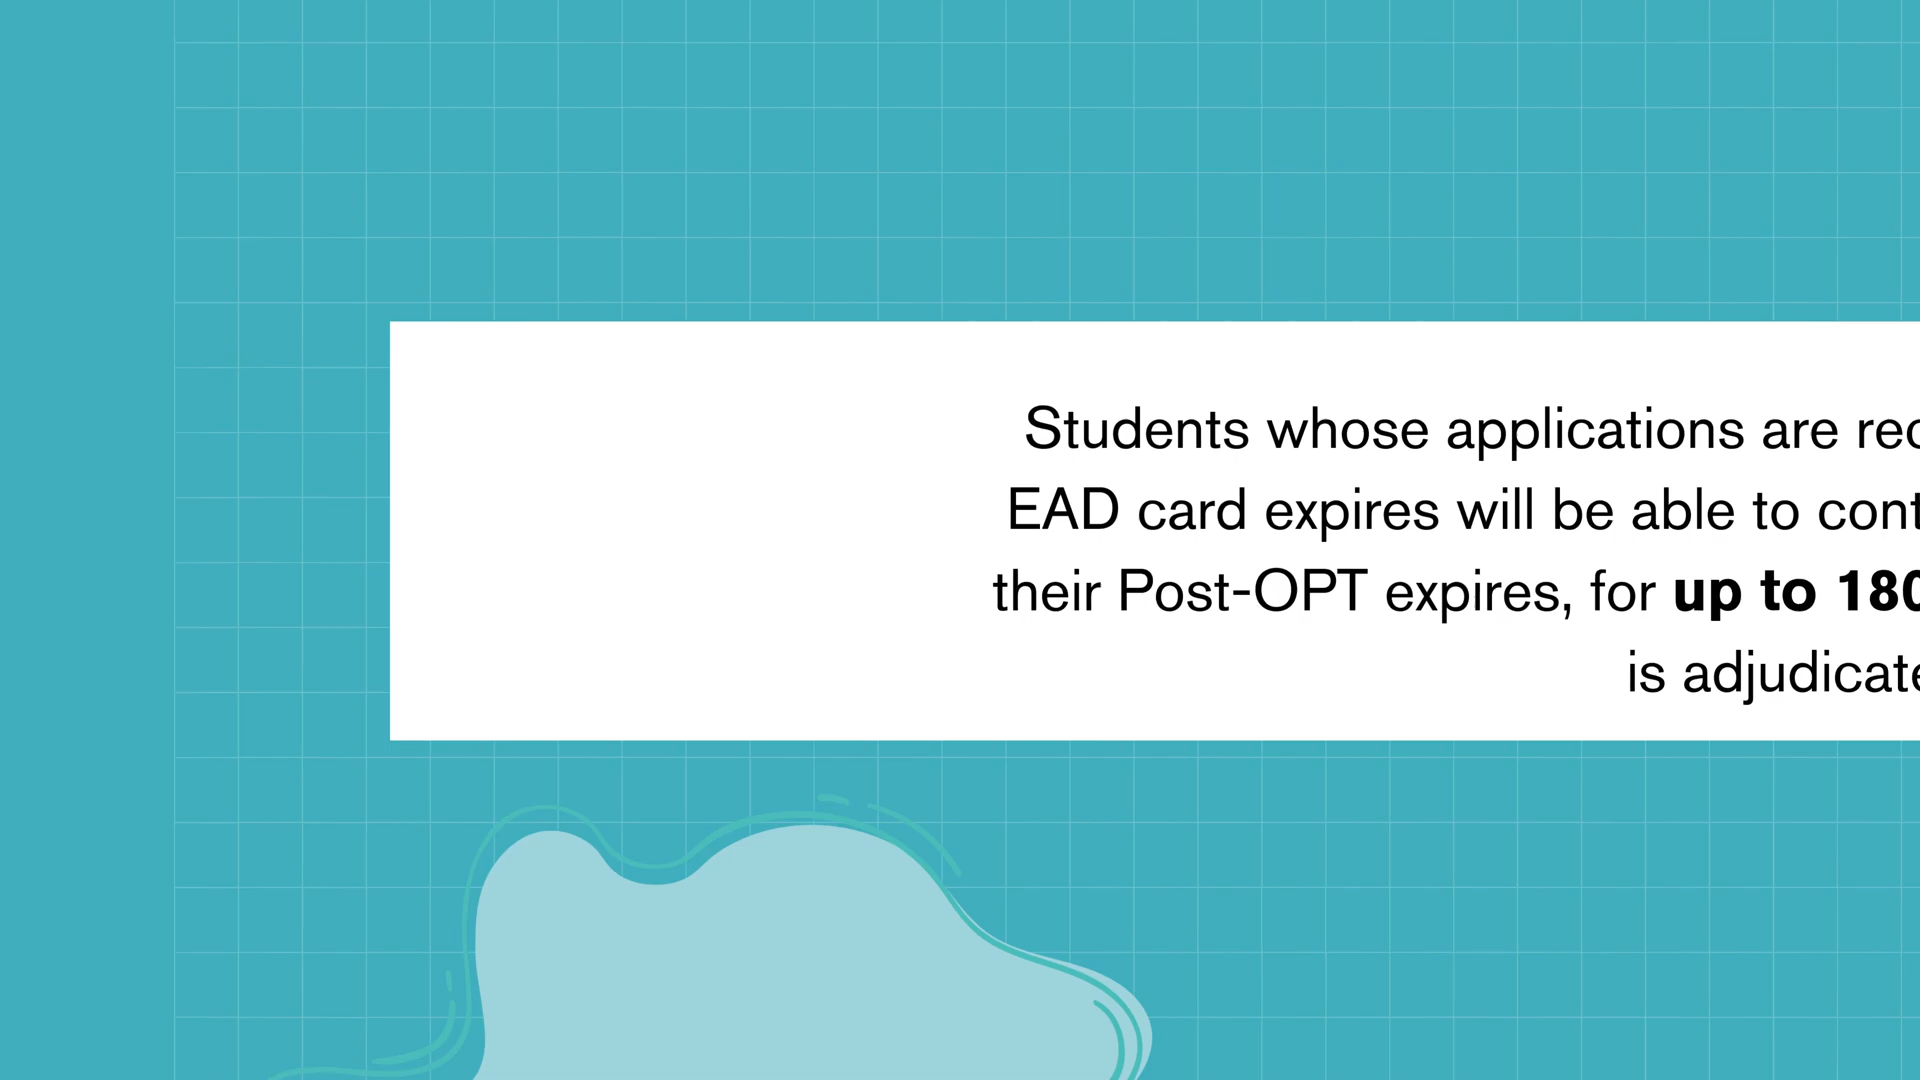 Students whose applications are rec
EAD card expires will be able to cont
their Post-OPT expires, for up to 180
is adjudicate